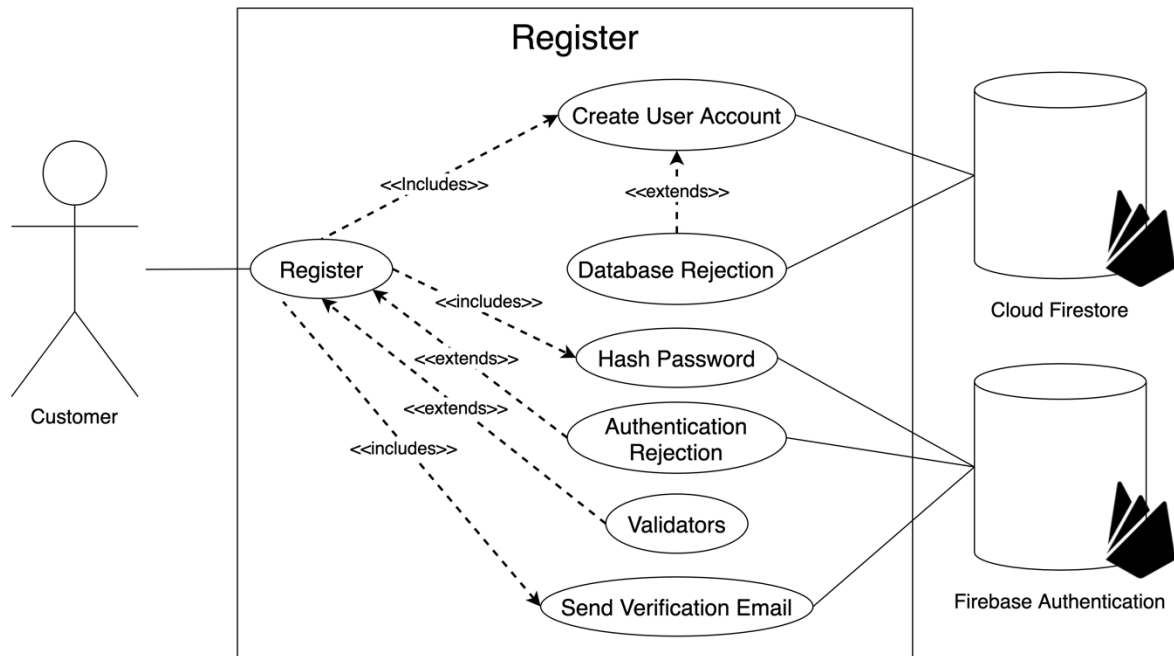 Register
Create User Account
<<Includes>>
<<extends>>
Register
Database Rejection
<<includes>>
Cloud Firestore
<<extends>>
Hash Password
Customer
<<extends>>
Authentication
Rejection
<<includes>>
Validators
Send Verification Email
Firebase Authentication